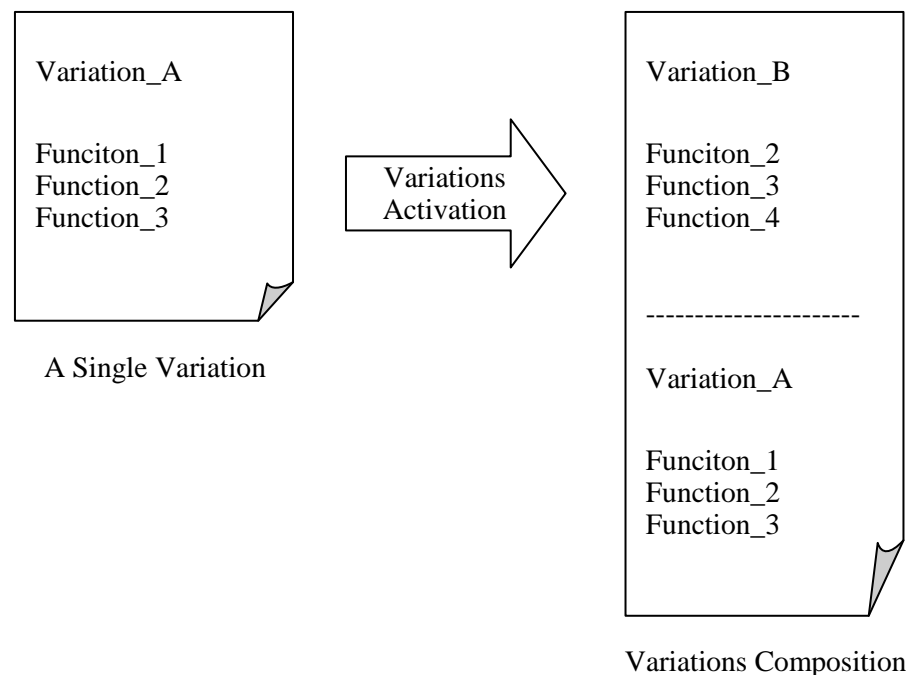 Variation_A
Funciton_1
Function_2
Function_3
A Single Variation
Variations
Activation
Variation_B
Funciton_2
Function_3
Function_4
----------------------
Variation_A
Funciton_1
Function_2
Function_3
Variations Composition